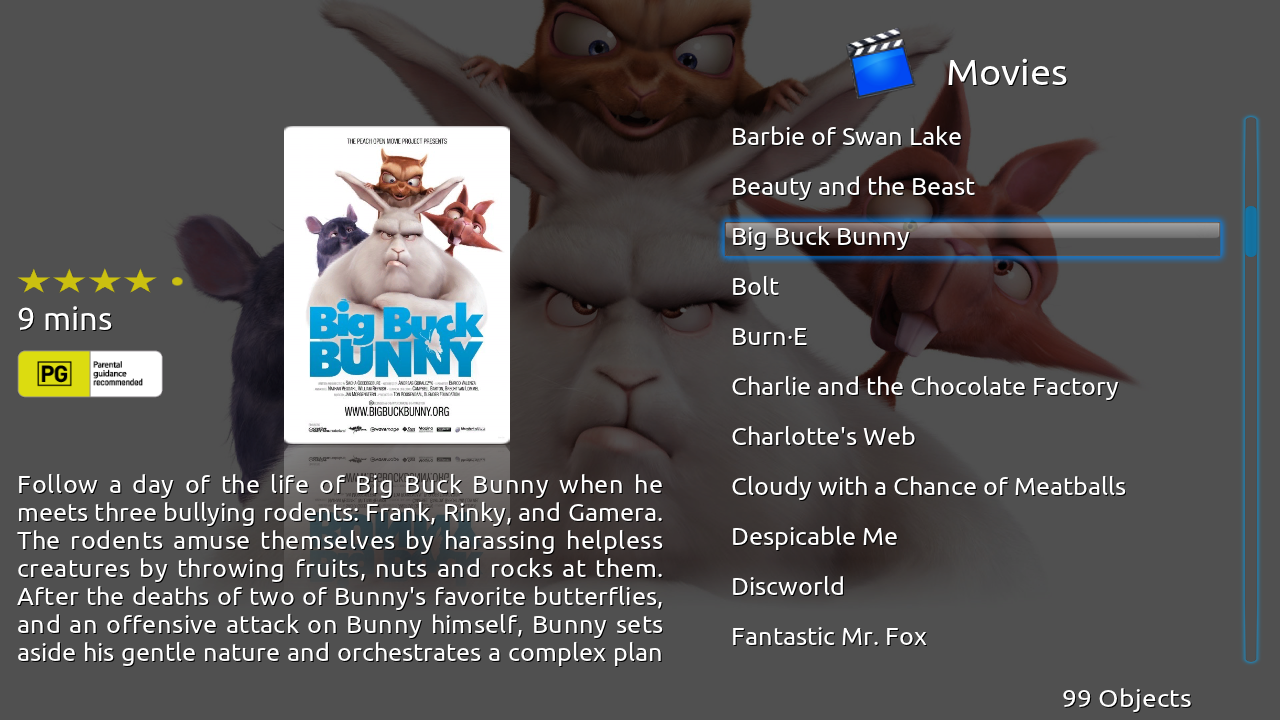 Movies
Barbie of Swan Lake
Beauty and the Beast
Big Buck Bunny
Bolt
Burn·E
Charlie and the Chocolate Factory
Charlotte's Web
Cloudy with a Chance of Meatballs
Despicable Me
Discworld
Fantastic Mr. Fox
99 Objects
THE PEACH OPEN MOVIE PROJECT PRESENTS
Big Buck
BUNNY
WWW.BIGBUCKBUNNY.ORG
9 mins
PG
Parental
guidance
recommended
Follow a day of the life of Big Buck Bunny when he
meets three bullying rodents: Frank, Rinky, and Gamera.
The rodents amuse themselves by harassing helpless
creatures by throwing fruits, nuts and rocks at them.
After the deaths of two of Bunny's favorite butterflies,
and an offensive attack on Bunny himself, Bunny sets
aside his gentle nature and orchestrates a complex plan